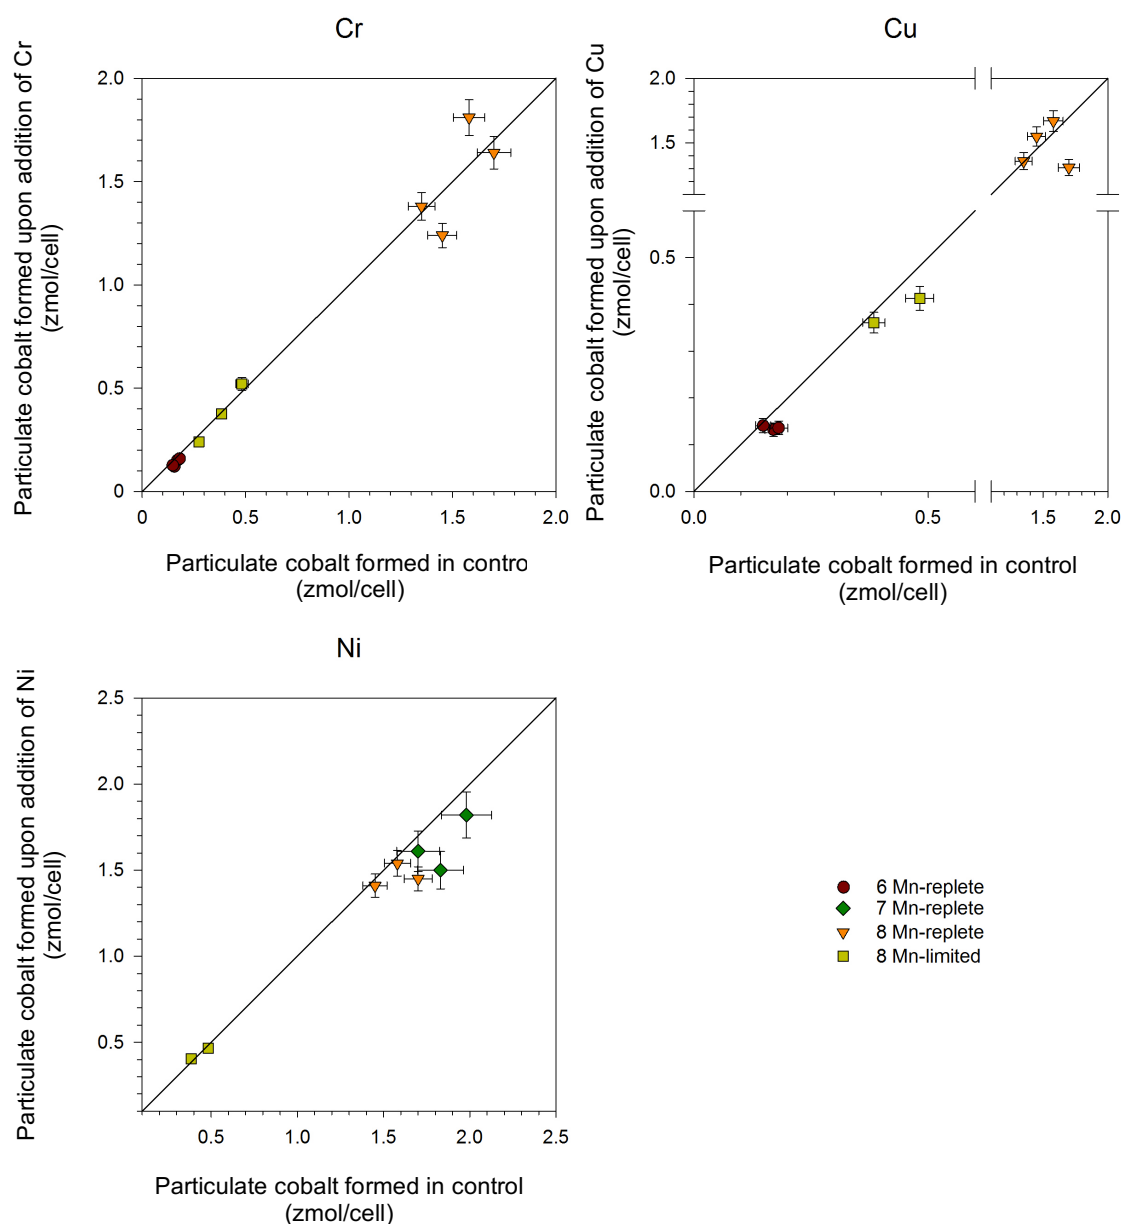 Cr
Particulate cobalt formed upon addition of Cr
(zmol/cell)
2.0
1.5
1.0
0.5
0
0
0.5
1.0
1.5
2.0
Particulate cobalt formed in contro
(zmol/cell)
Cu
Particulate cobalt formed upon addition of Cu
(zmol/cell)
2.0
1.5
0.5
0.0
0.0
0.5
1.5
2.0
Particulate cobalt formed in control
(zmol/cell)
Ni
Particulate cobalt formed upon addition of Ni
(zmol/cell)
2.5
2.0
1.5
1.0
0.5
0.5
1.0
1.5
2.0
2.5
Particulate cobalt formed in control
(zmol/cell)
6 Mn-replete
7 Mn-replete
8 Mn-replete
8 Mn-limited